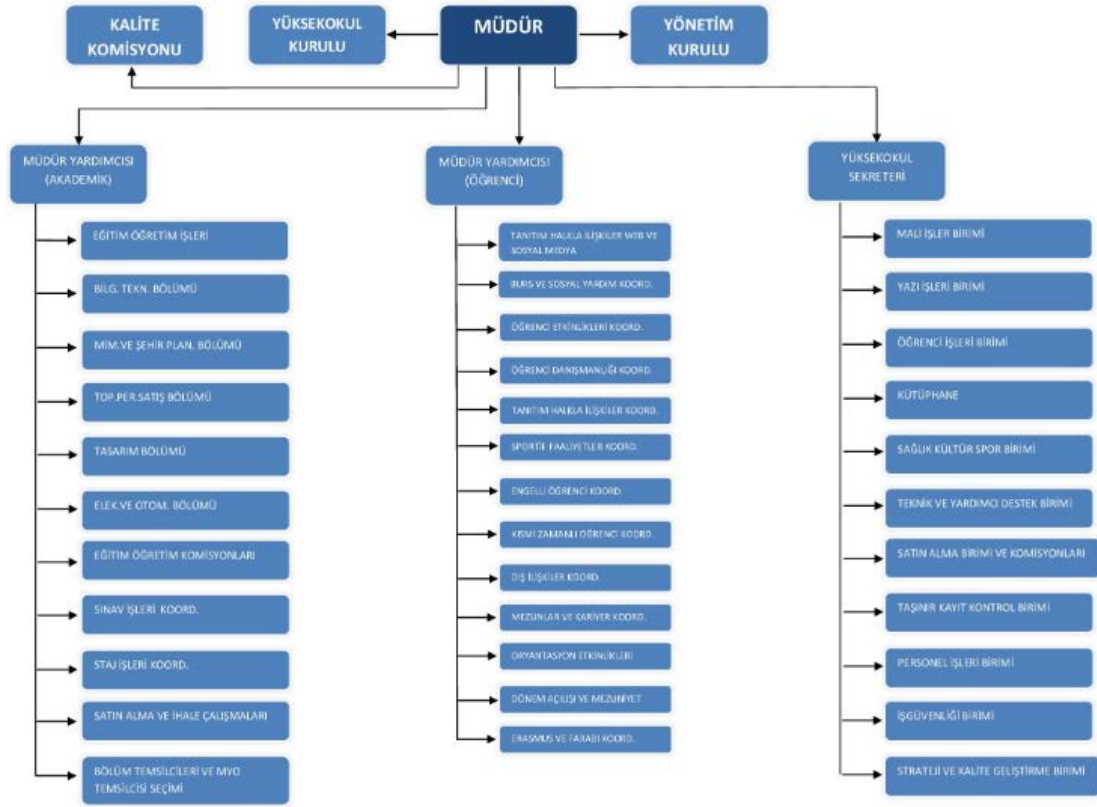 KALİTE
KOMİSYONU
YÜKSEKOKUL
KURULU
MÜDÜR
YÖNETİM
KURULU
MÜDÜR YARDIMCISI
(AKADEMİK)
EĞİTİM ÖĞRETİM İŞLERİ
BİLG. TEKN. BÖLÜMÜ
MİM.VE ŞEHİR PLAN. BÖLÜMÜ
TOP.PER.SATIŞ BÖLÜMÜ
TASARIM BÖLÜMÜ
ELEK.VE OTOM. BÖLÜMÜ
EĞİTİM ÖĞRETİM KOMİSYONLARI
SINAV İŞLERİ KOORD.
STAJ İŞLERİ KOORD.
SATIN ALMA VE İHALE ÇALIŞMALARI
BÖLÜM TEMSİLCİLERİ VE MYO
TEMSİLCİSİ SEÇİMİ
MÜDÜR YARDIMCISI
(ÖĞRENCİ)
TANITIM HALKLA İLİŞKİLER WEB VE
SOSYAL MEDYA
BURS VE SOSYAL YARDIM KOORD.
ÖĞRENCİ ETKİNLİKLERİ KOORD.
ÖĞRENCİ DANIŞMANLIĞI KOORD.
TANITIM HALKLA İLİŞKİLER KOORD.
SPORTİF FAALİYETLER KOORD.
ENGELLİ ÖĞRENCİ KOORD.
KISMİ ZAMANLI ÖĞRENCİ KOORD.
DIŞ İLİŞKİLER KOORD.
MEZUNLAR VE KARİYER KOORD.
ORYANTASYON ETKİNLİKLERİ
DÖNEM AÇILIŞI VE MEZUNİYET
ERASMUS VE FARABİ KOORD.
YÜKSEKOKUL
SEKRETERİ
MALİ İŞLER BİRİMİ
YAZI İŞLERİ BİRİMİ
ÖĞRENCİ İŞLERİ BİRİMİ
KÜTÜPHANE
SAĞLIK KÜLTÜR SPOR BİRİMİ
TEKNİK VE YARDIMCI DESTEK BİRİMİ
SATIN ALMA BİRİMİ VE KOMİSYONLARI
TAŞINIR KAYIT KONTROL BİRİMİ
PERSONEL İŞLERİ BİRİMİ
İŞGÜVENLİĞİ BİRİMİ
STRATEJİ VE KALİTE GELİŞTİRME BİRİMİ